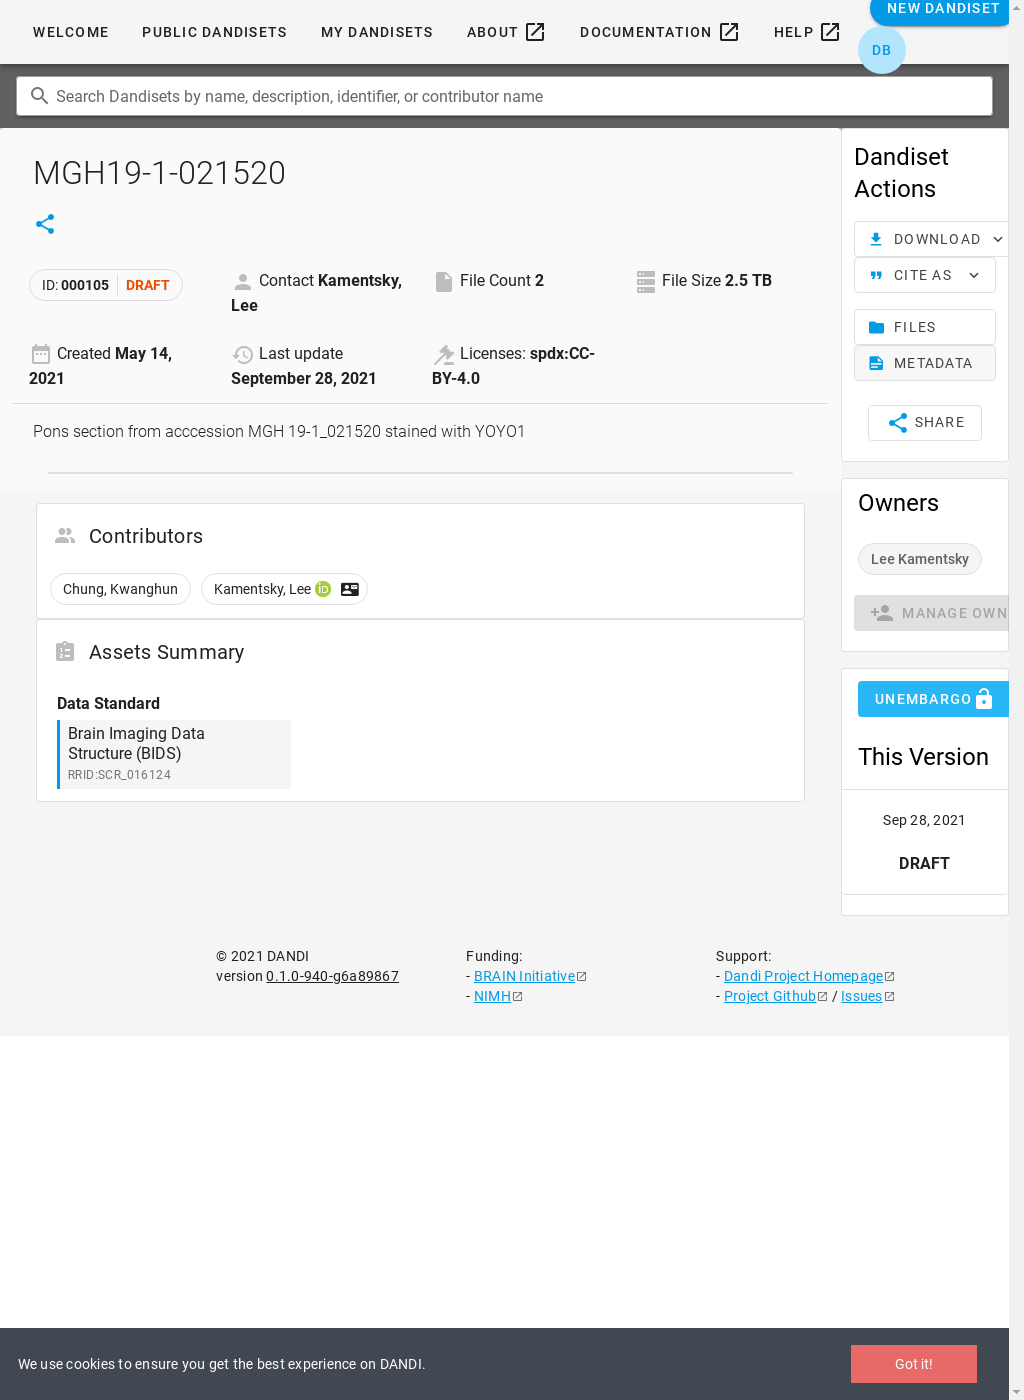 WELCOME PUBLIC DANDISETS MY DANDISETS ABOUT DOCUMENTATION HELP NEW DANDISET
DB
Search Dandisets by name, description, identifier, or contributor name
MGH19-1-021520
ID: 000105 DRAFT
Contact Kamentsky, Lee
File Count 2
File Size 2.5 TB
Created May 14, 2021
Last update September 28, 2021
Licenses: spdx:CC-BY-4.0
Pons section from acccession MGH 19-1_021520 stained with YOYO1
Contributors
Chung, Kwanghun
Kamentsky, Lee iD
Assets Summary
Data Standard
Brain Imaging Data
Structure (BIDS)
RRID:SCR_016124
Dandiset
Actions
DOWNLOAD
CITE AS
FILES
METADATA
SHARE
Owners
Lee Kamentsky
MANAGE OWN
UNEMBARGO
This Version
Sep 28, 2021
DRAFT
© 2021 DANDI
version 0.1.0-940-g6a89867
Funding:
- BRAIN Initiative
- NIMH
Support:
- Dandi Project Homepage
- Project Github / Issues
We use cookies to ensure you get the best experience on DANDI.
Got it!